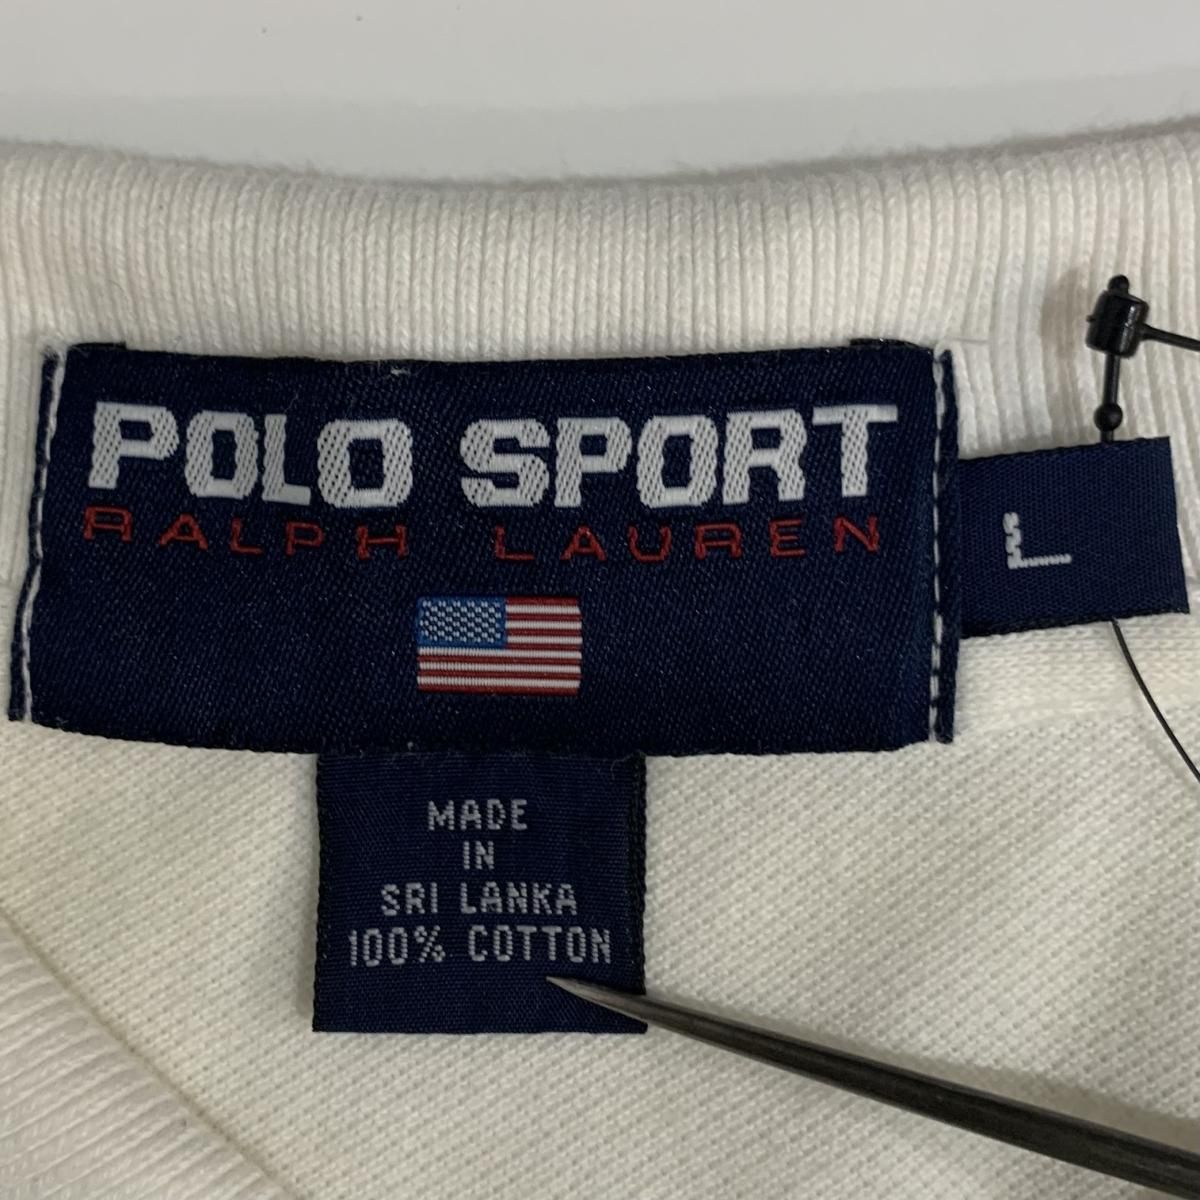 POLO SPORT
RALPH LAUREN
L
MADE
IN
SRI LANKA
100% COTTON